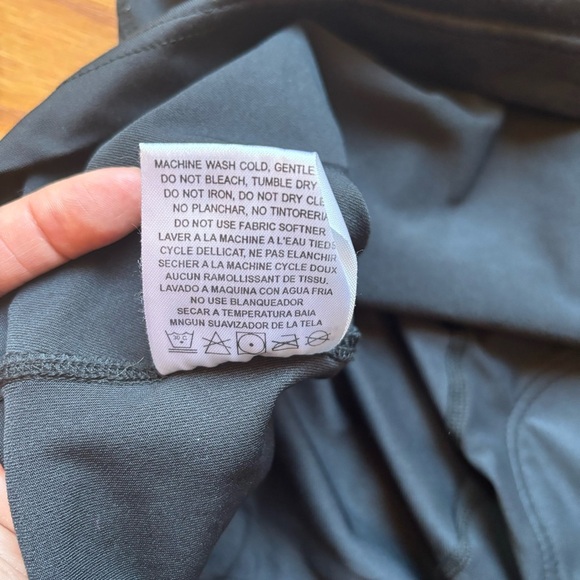 MACHINE WASH COLD, GENTLE
DO NOT BLEACH, TUMBLE DRY
DO NOT IRON, DO NOT DRY CLE
NO PLANCHAR, NO TINTORERIA
DO NOT USE FABRIC SOFTNER
LAVER A LA MACHINE A L'EAU TIEDE
CYCLE DELLICAT, NE PAS ELANCHIR
SECHER A LA MACHINE CYCLE DOUX
AUCUN RAMOLLISSANT DE TISSU.
LAVADO A MAQUINA CON AGUA FRIA
NO USE BLANQUEADOR
SECAR A TEMPERATURA BAIA
MNGUN SUAVIZADOR DE LA TELA
30 C